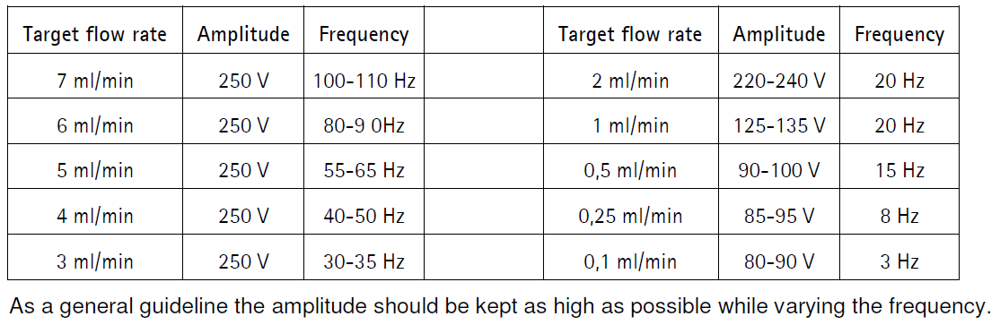 Target flow rate Amplitude Frequency Target flow rate Amplitude Frequency
7 ml/min 250 V 100-110 Hz 2 ml/min 220-240 V 20 Hz
6 ml/min 250 V 80-9 0Hz 1 ml/min 125-135 V 20 Hz
5 ml/min 250 V 55-65 Hz 0,5 ml/min 90-100 V 15 Hz
4 ml/min 250 V 40-50 Hz 0,25 ml/min 85-95 V 8 Hz
3 ml/min 250 V 30-35 Hz 0,1 ml/min 80-90 V 3 Hz
As a general guideline the amplitude should be kept as high as possible while varying the frequency.